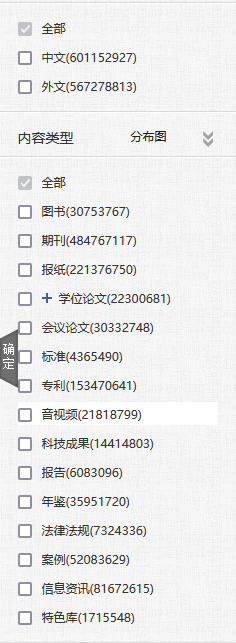 全部
中文(601152927)
外文(567278813)
内容类型 分布图
全部
图书(30753767)
期刊(484767117)
报纸(221376750)
+ 学位论文(22300681)
会议论文(30332748)
确定
标准(4365490)
专利(153470641)
音视频(21818799)
科技成果(14414803)
报告(6083096)
年鉴(35951720)
法律法规(7324336)
案例(52083629)
信息资讯(81672615)
特色库(1715548)